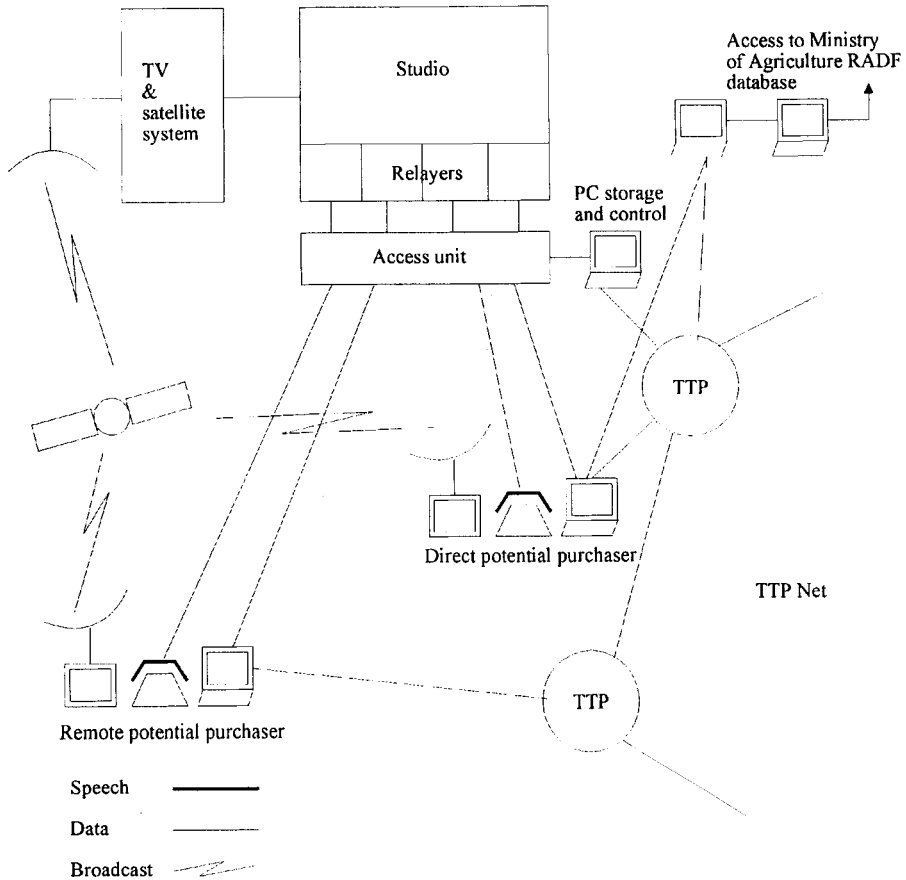 TV
&
satellite
system
Studio
Relayers
Access unit
Access to Ministry
of Agriculture RADF
database
PC storage
and control
TTP
Direct potential purchaser
TTP Net
TTP
Remote potential purchaser
Speech
Data
Broadcast